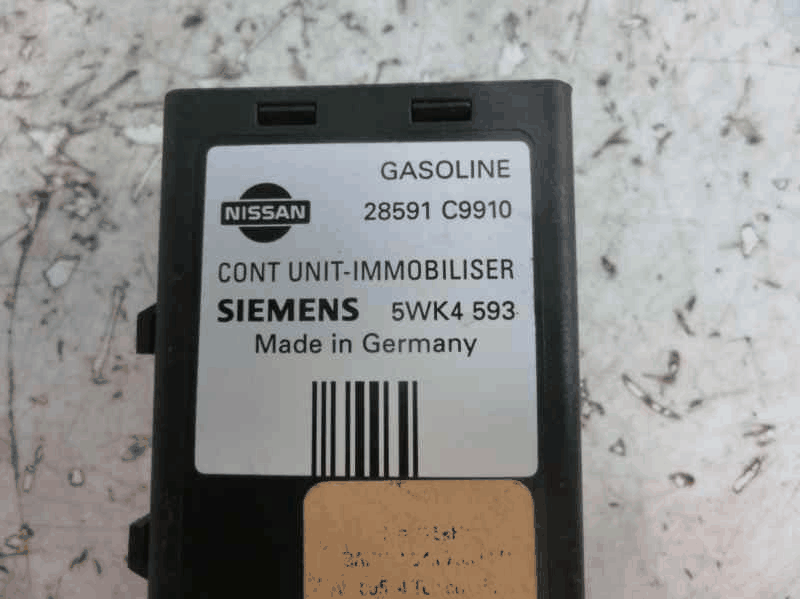 GASOLINE
NISSAN 28591 C9910
CONT UNIT-IMMOBILISER
SIEMENS 5WK4 593
Made in Germany